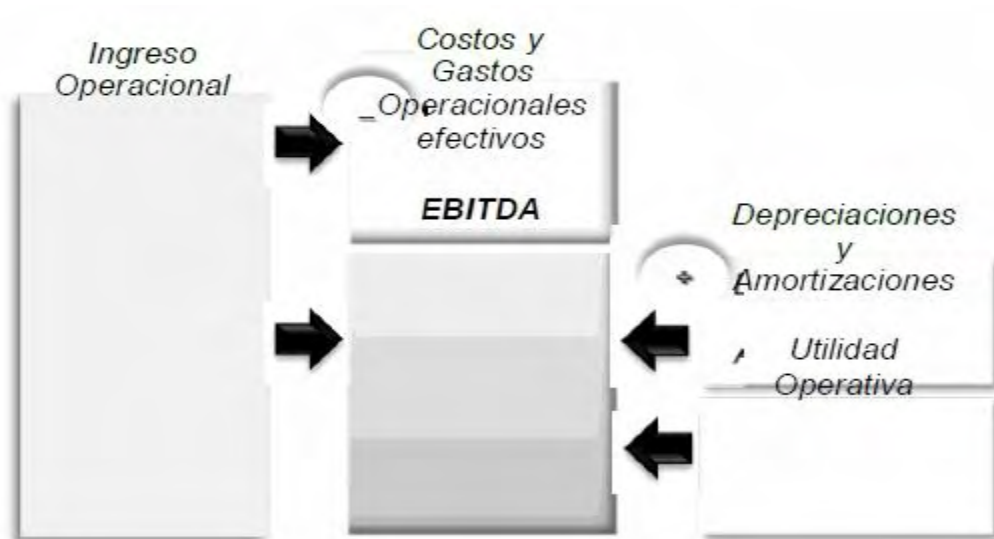 Ingreso
Operacional
Costos y
Gastos
_Operacionales
efectivos
EBITDA
Depreciaciones
y
Amortizaciones
Utilidad
Operativa